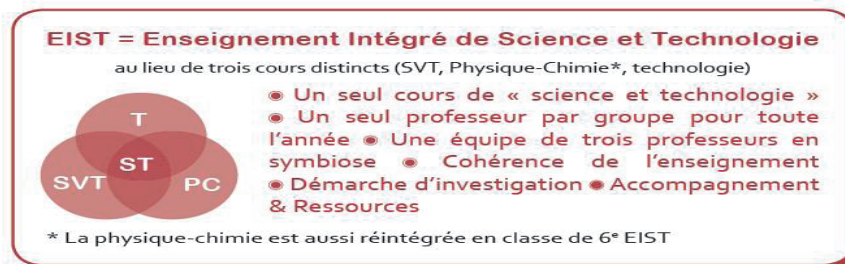 EIST = Enseignement Intégré de Science et Technologie
au lieu de trois cours distincts (SVT, Physique-Chimie*, technologie)
T
ST
SVT
PC
◉ Un seul cours de « science et technologie »
◉ Un seul professeur par groupe pour toute
l’année ◉ Une équipe de trois professeurs en
symbiose ◉ Cohérence de l’enseignement
◉ Démarche d’investigation ◉ Accompagnement
& Ressources
* La physique-chimie est aussi réintégrée en classe de 6e EIST